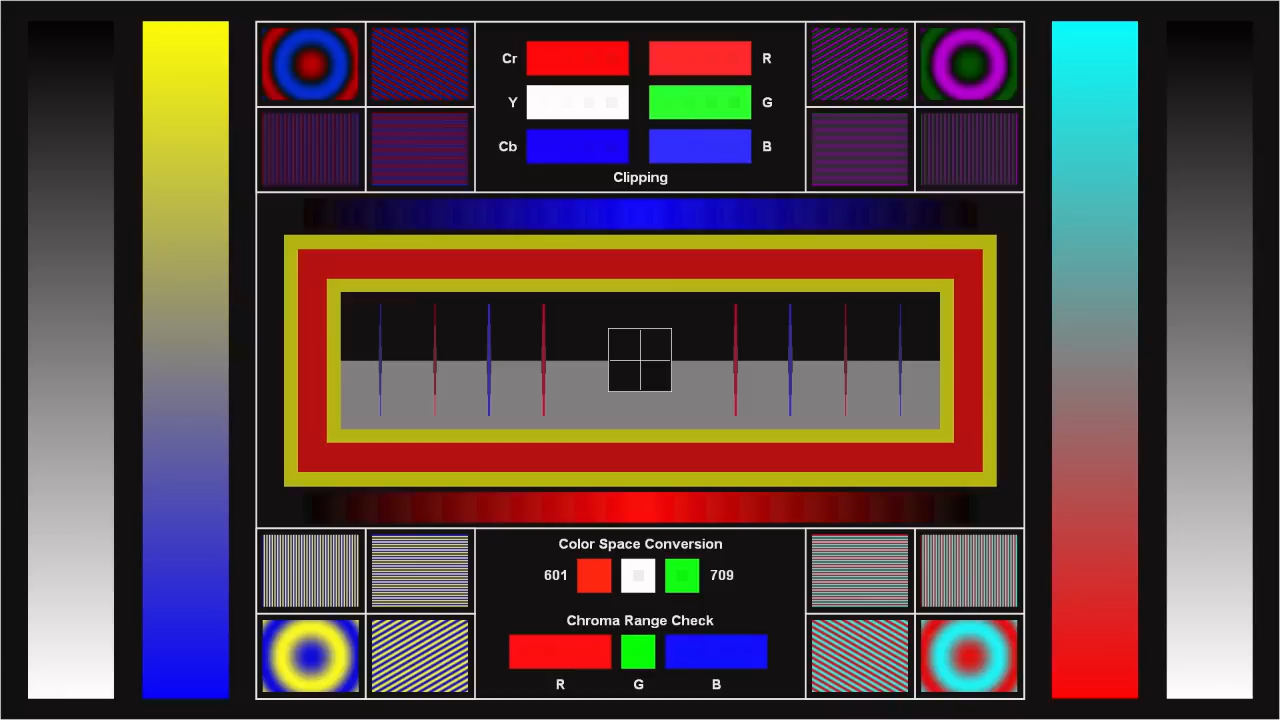 Cr R
Y G
Cb B
Clipping
Color Space Conversion
601 709
Chroma Range Check
R G B